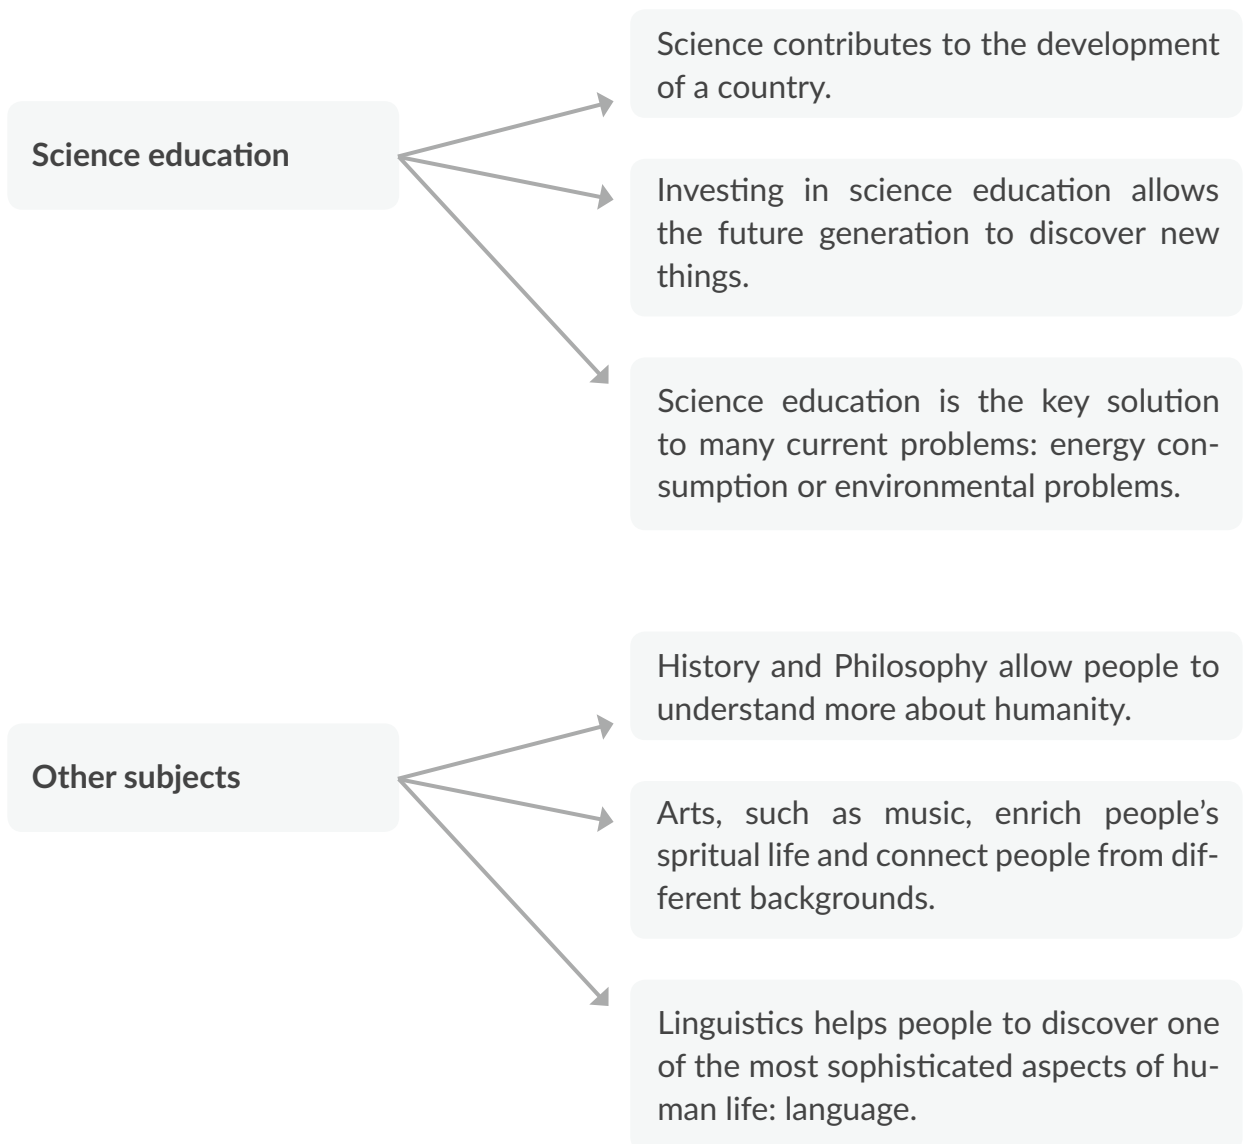 Science education
Science contributes to the development
of a country.
Investing in science education allows
the future generation to discover new
things.
Science education is the key solution
to many current problems: energy con-
sumption or environmental problems.
Other subjects
History and Philosophy allow people to
understand more about humanity.
Arts, such as music, enrich people’s
spritual life and connect people from dif-
ferent backgrounds.
Linguistics helps people to discover one
of the most sophisticated aspects of hu-
man life: language.